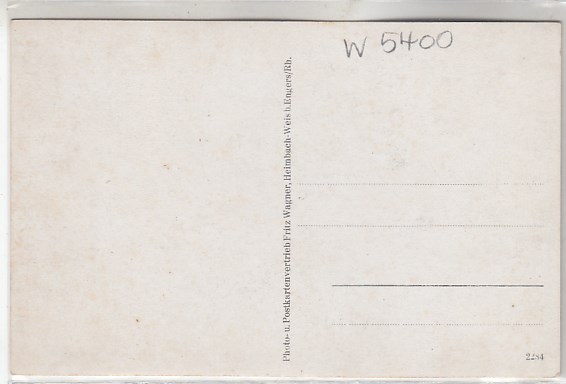 W 5400
Photo- u. Postkartenvertrieb Fritz Wagner, Heimbach-Weis b. Engers/Rh.
2284